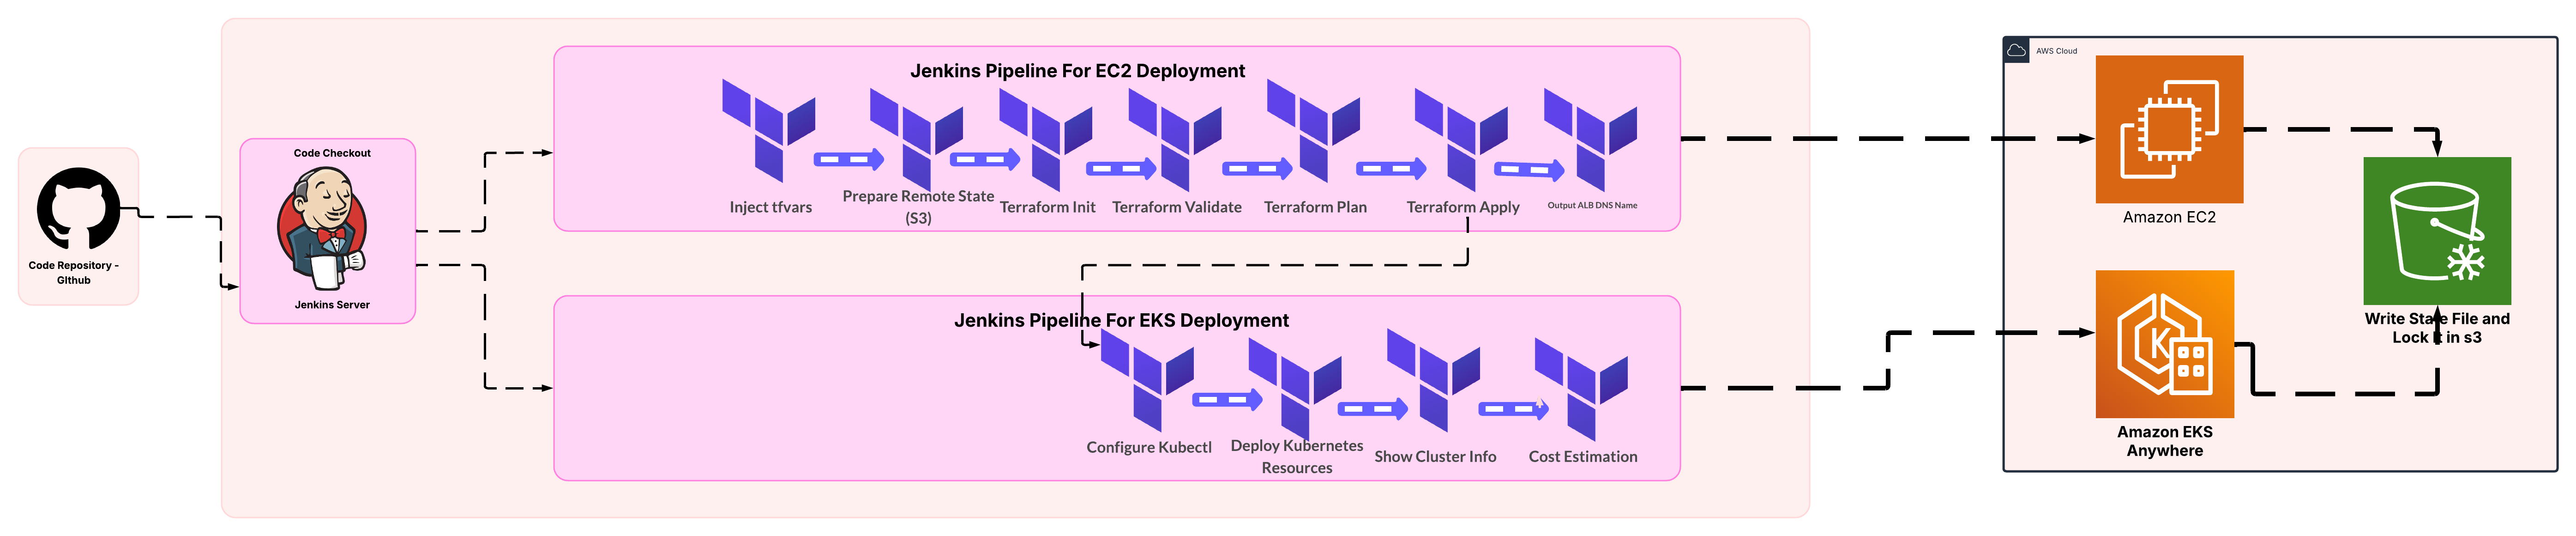 Code Repository -
GIthub
Code Checkout
Jenkins Server
Jenkins Pipeline For EC2 Deployment
Inject tfvars
Prepare Remote State
(S3)
Terraform Init
Terraform Validate
Terraform Plan
Terraform Apply
Output ALB DNS Name
Jenkins Pipeline For EKS Deployment
Configure Kubectl
Deploy Kubernetes
Resources
Show Cluster Info
Cost Estimation
AWS Cloud
Amazon EC2
K
Amazon EKS
Anywhere
Write State File and
Lock it in s3